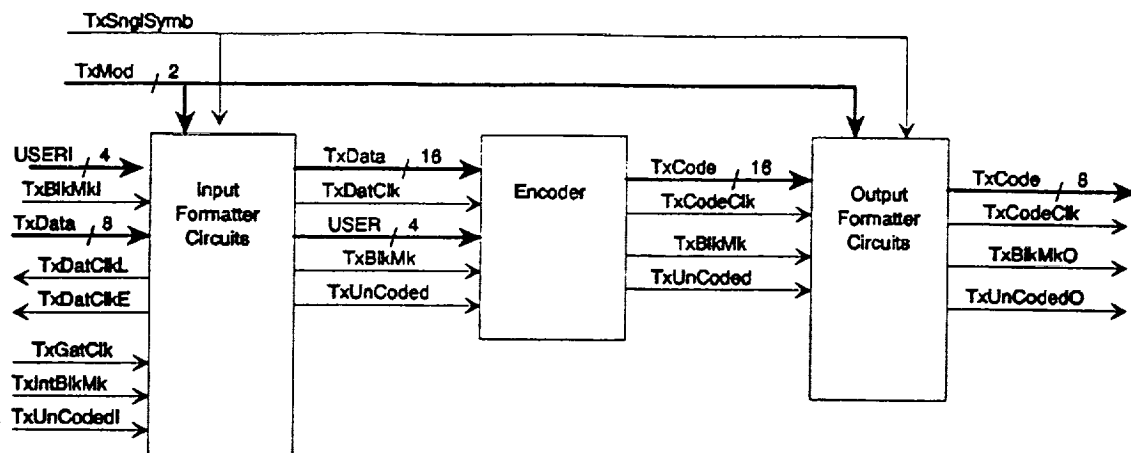 TxSnglSymb
TxMod 2
USERI 4
TxBlkMkI
TxData 8
TxDatClkL
TxDatClkE
TxGatClk
TxIntBlkMk
TxUnCodedI
Input
Formatter
Circuits
TxData 16
TxDatClk
USER 4
TxBlkMk
TxUnCoded
Encoder
TxCode 16
TxCodeClk
TxBlkMk
TxUnCoded
Output
Formatter
Circuits
TxCode 8
TxCodeClk
TxBlkMkO
TxUnCodedO